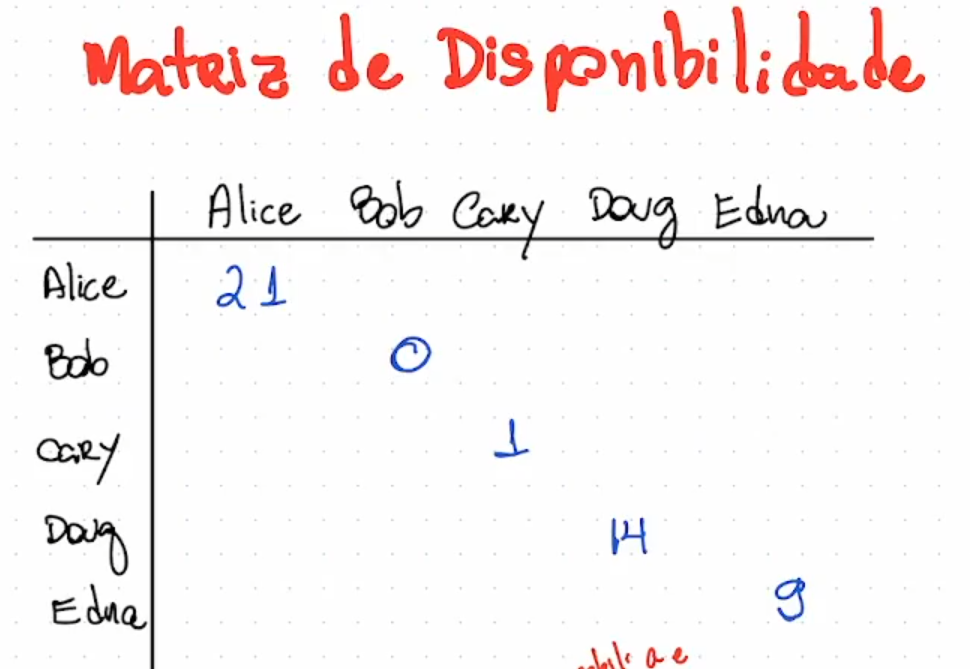 Matriz de Disponibilidade
Alice Bob Cary Doug Edna
Alice 21
Bob 0
Cary 1
Doug 14
Edna 9